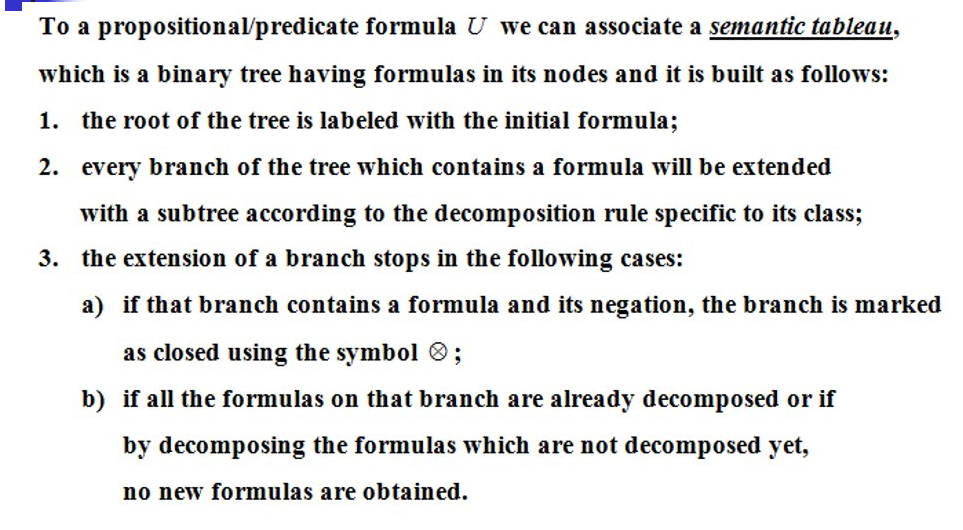 To a propositional/predicate formula U we can associate a semantic tableau,
which is a binary tree having formulas in its nodes and it is built as follows:
1. the root of the tree is labeled with the initial formula;
2. every branch of the tree which contains a formula will be extended
with a subtree according to the decomposition rule specific to its class;
3. the extension of a branch stops in the following cases:
a) if that branch contains a formula and its negation, the branch is marked
as closed using the symbol ⊗ ;
b) if all the formulas on that branch are already decomposed or if
by decomposing the formulas which are not decomposed yet,
no new formulas are obtained.